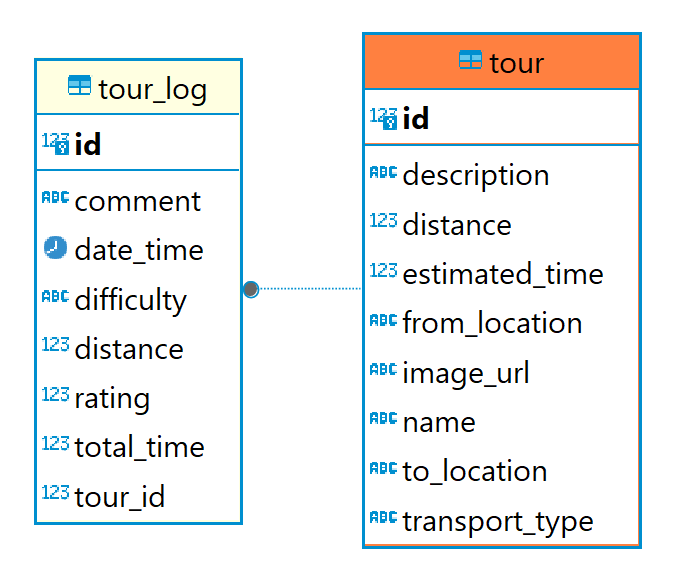 tour_log
123 id
ABC comment
date_time
ABC difficulty
123 distance
123 rating
123 total_time
123 tour_id
tour
123 id
ABC description
123 distance
123 estimated_time
ABC from_location
ABC image_url
ABC name
ABC to_location
ABC transport_type